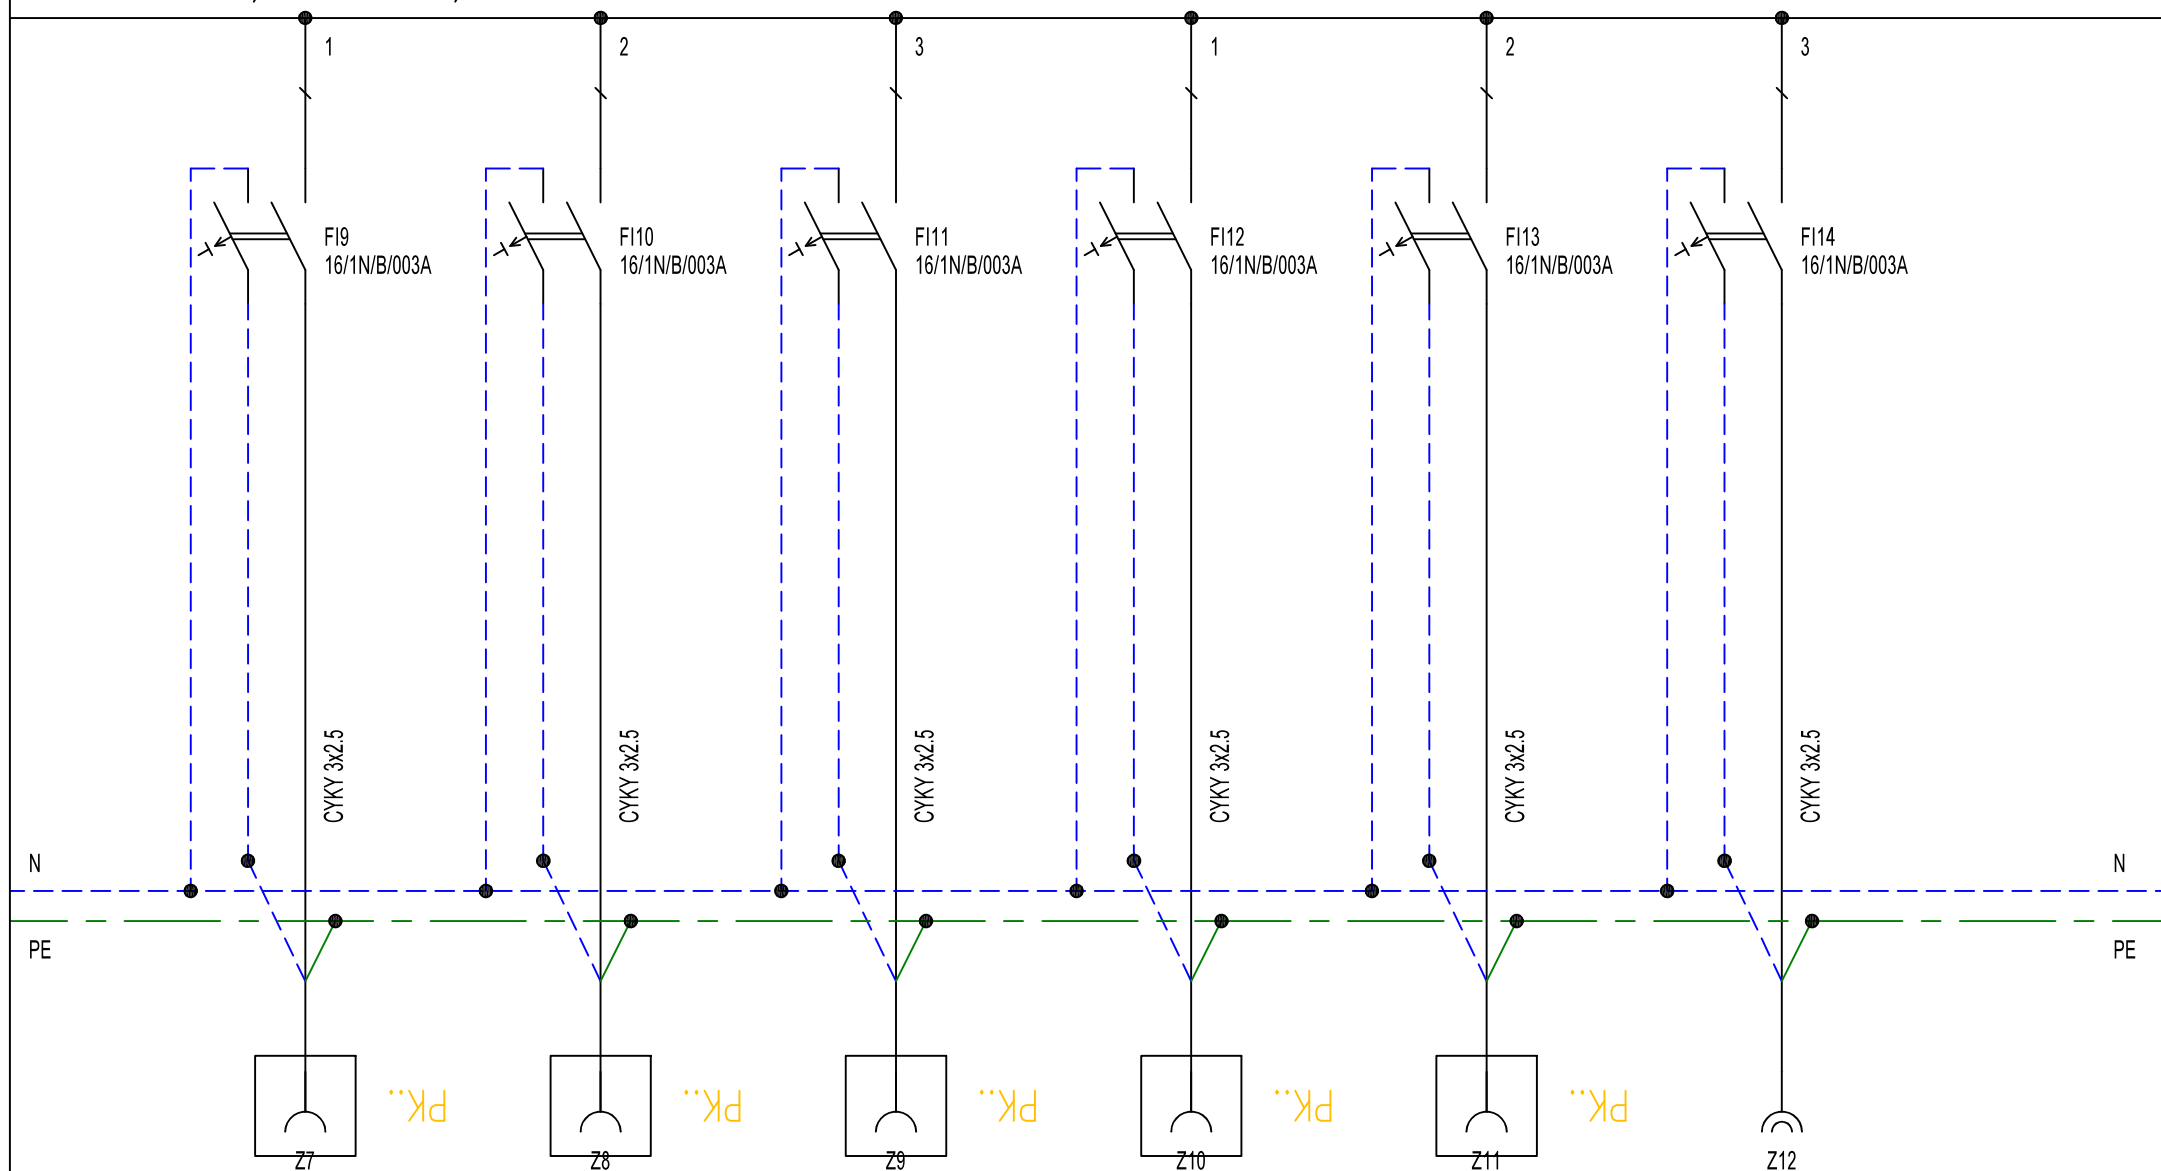 1 2 3 1 2 3
FI9 FI10 FI11 FI12 FI13 FI14
16/1N/B/003A 16/1N/B/003A 16/1N/B/003A 16/1N/B/003A 16/1N/B/003A 16/1N/B/003A
CYKY 3x2.5 CYKY 3x2.5 CYKY 3x2.5 CYKY 3x2.5 CYKY 3x2.5 CYKY 3x2.5
N N
PE PE
PK.. PK.. PK.. PK.. PK..
Z7 Z8 Z9 Z10 Z11 Z12